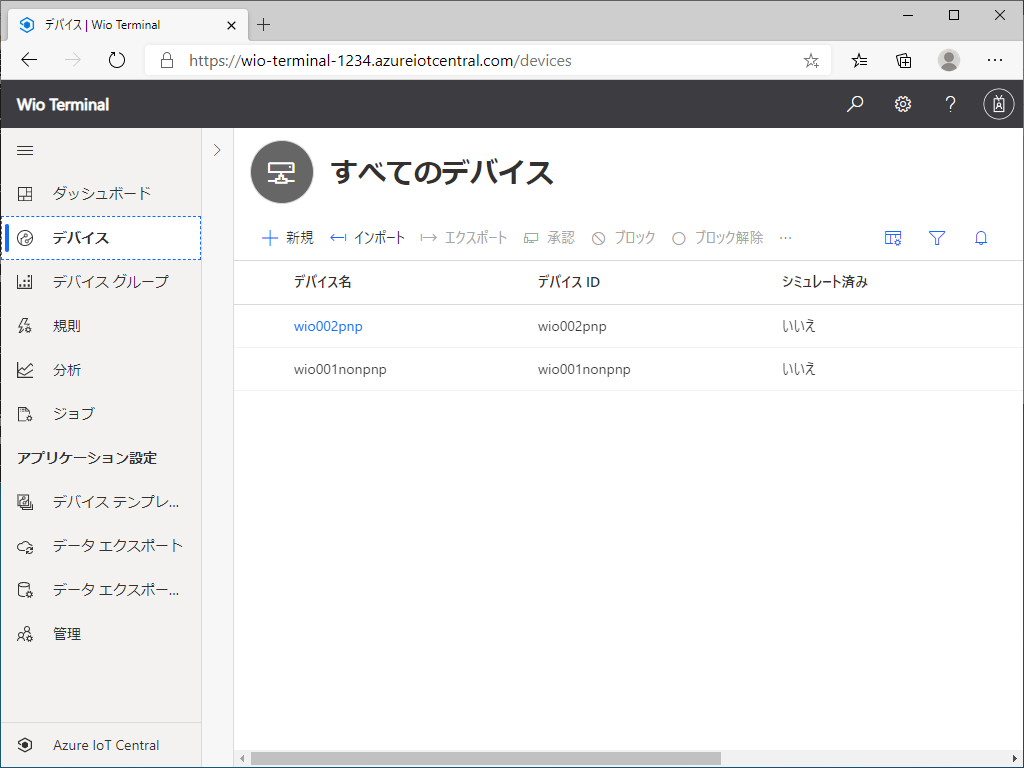 デバイス | Wio Terminal
https://wio-terminal-1234.azureiotcentral.com/devices
Wio Terminal
すべてのデバイス
ダッシュボード
デバイス
デバイス グループ
規則
分析
ジョブ
アプリケーション設定
デバイス テンプレ...
データ エクスポート
データ エクスポー...
管理
Azure IoT Central
新規 インポート エクスポート 承認 ブロック ブロック解除 ...
デバイス名 デバイス ID シミュレート済み
wio002pnp wio002pnp いいえ
wio001nonpnp wio001nonpnp いいえ